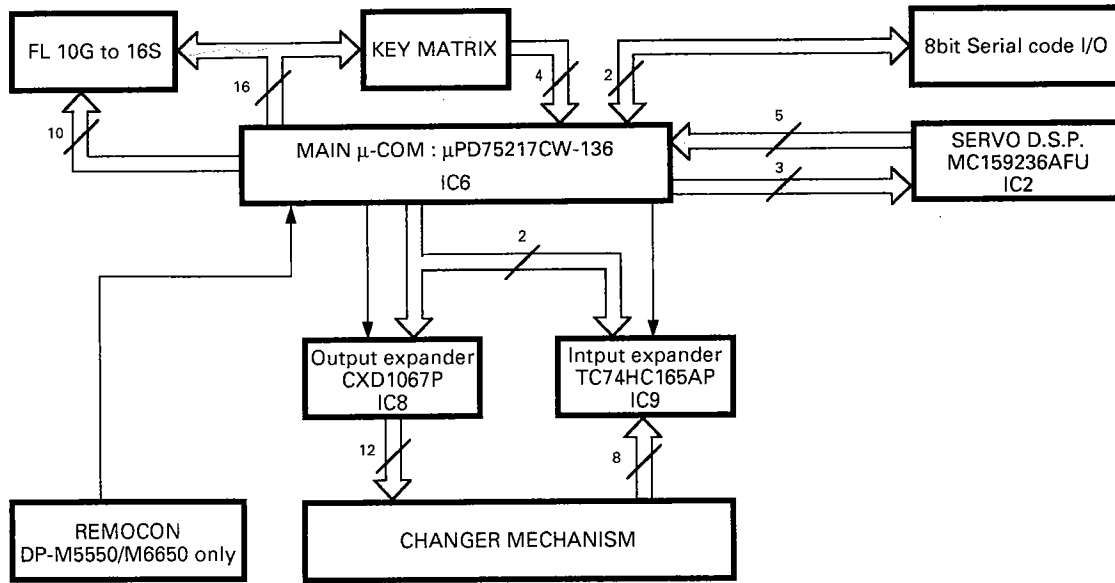 FL 10G to 16S
KEY MATRIX
8bit Serial code I/O
16
4
2
10
MAIN μ-COM : μPD75217CW-136
IC6
5
3
SERVO D.S.P.
MC159236AFU
IC2
2
Output expander
CXD1067P
IC8
Intput expander
TC74HC165AP
IC9
12
8
REMOCON
DP-M5550/M6650 only
CHANGER MECHANISM